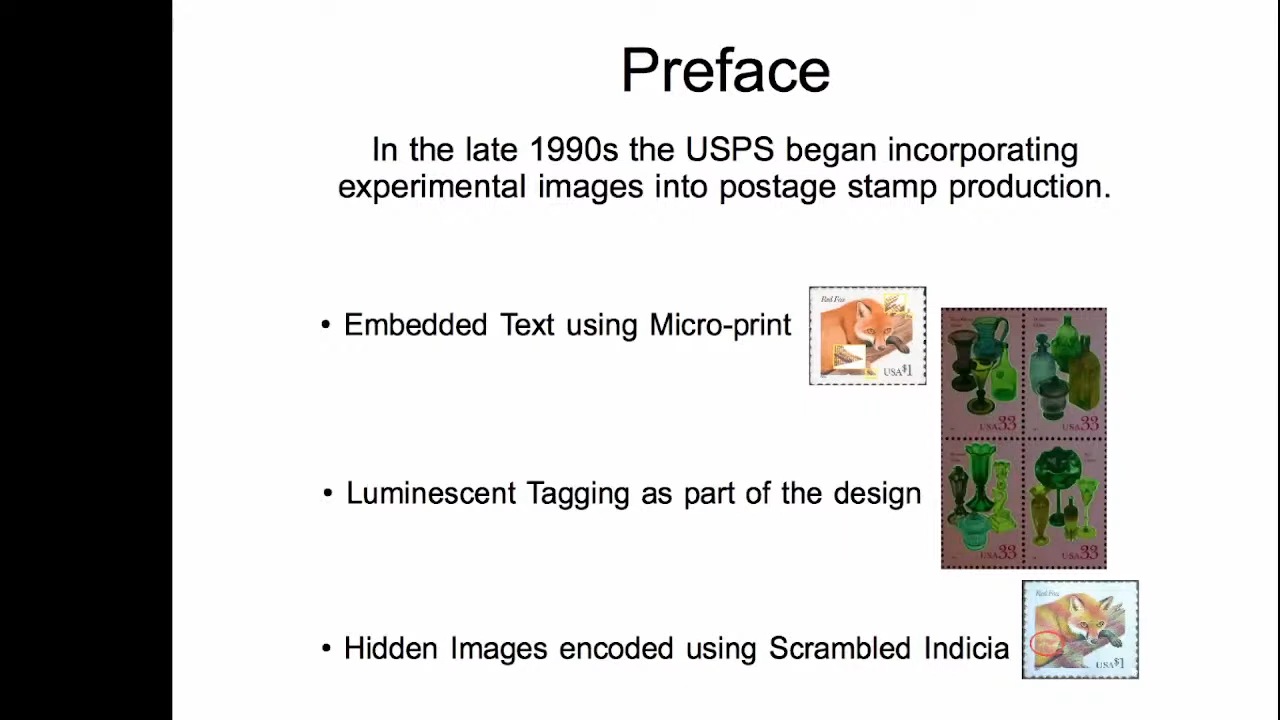 Preface
In the late 1990s the USPS began incorporating
experimental images into postage stamp production.
• Embedded Text using Micro-print
Red Fox
USA $1
USA 33
USA 33
• Luminescent Tagging as part of the design
USA 33
USA 33
• Hidden Images encoded using Scrambled Indicia
Red Fox
USA $1